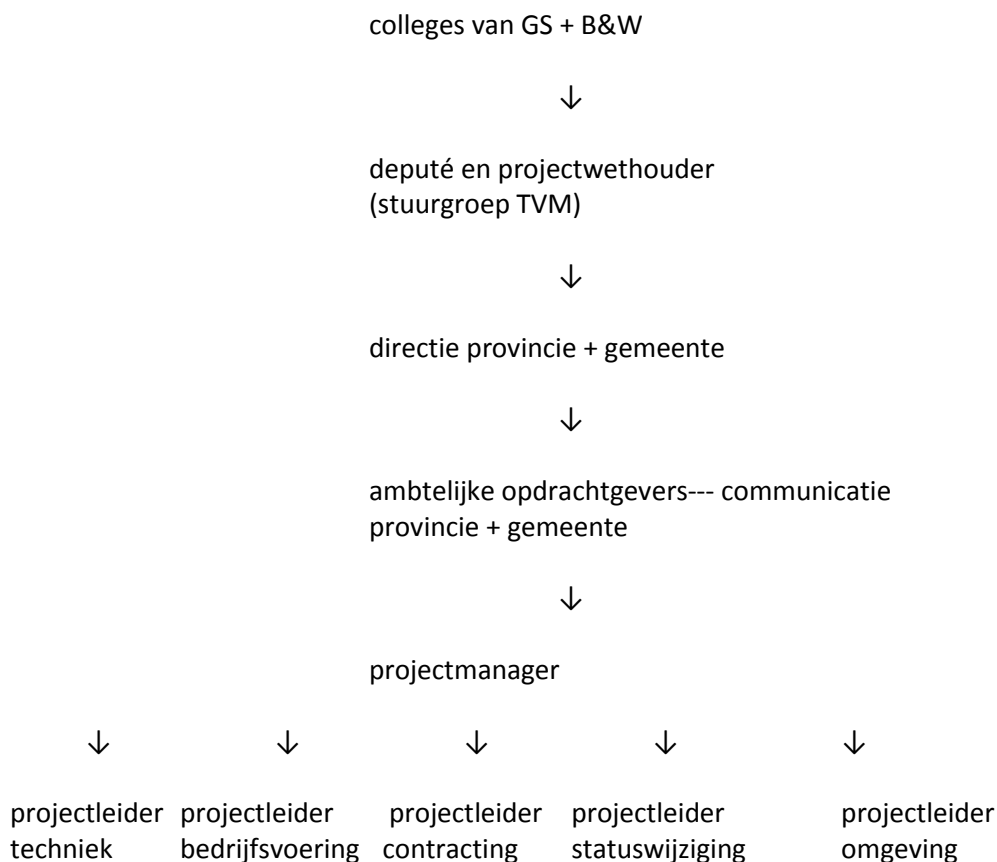 colleges van GS + B&W
↓
deputé en projectwethouder
(stuurgroep TVM)
↓
directie provincie + gemeente
↓
ambtelijke opdrachtgevers--- communicatie
provincie + gemeente
↓
projectmanager
↓ ↓ ↓ ↓ ↓
projectleider projectleider projectleider projectleider projectleider
techniek bedrijfsvoering contracting statuswijziging omgeving